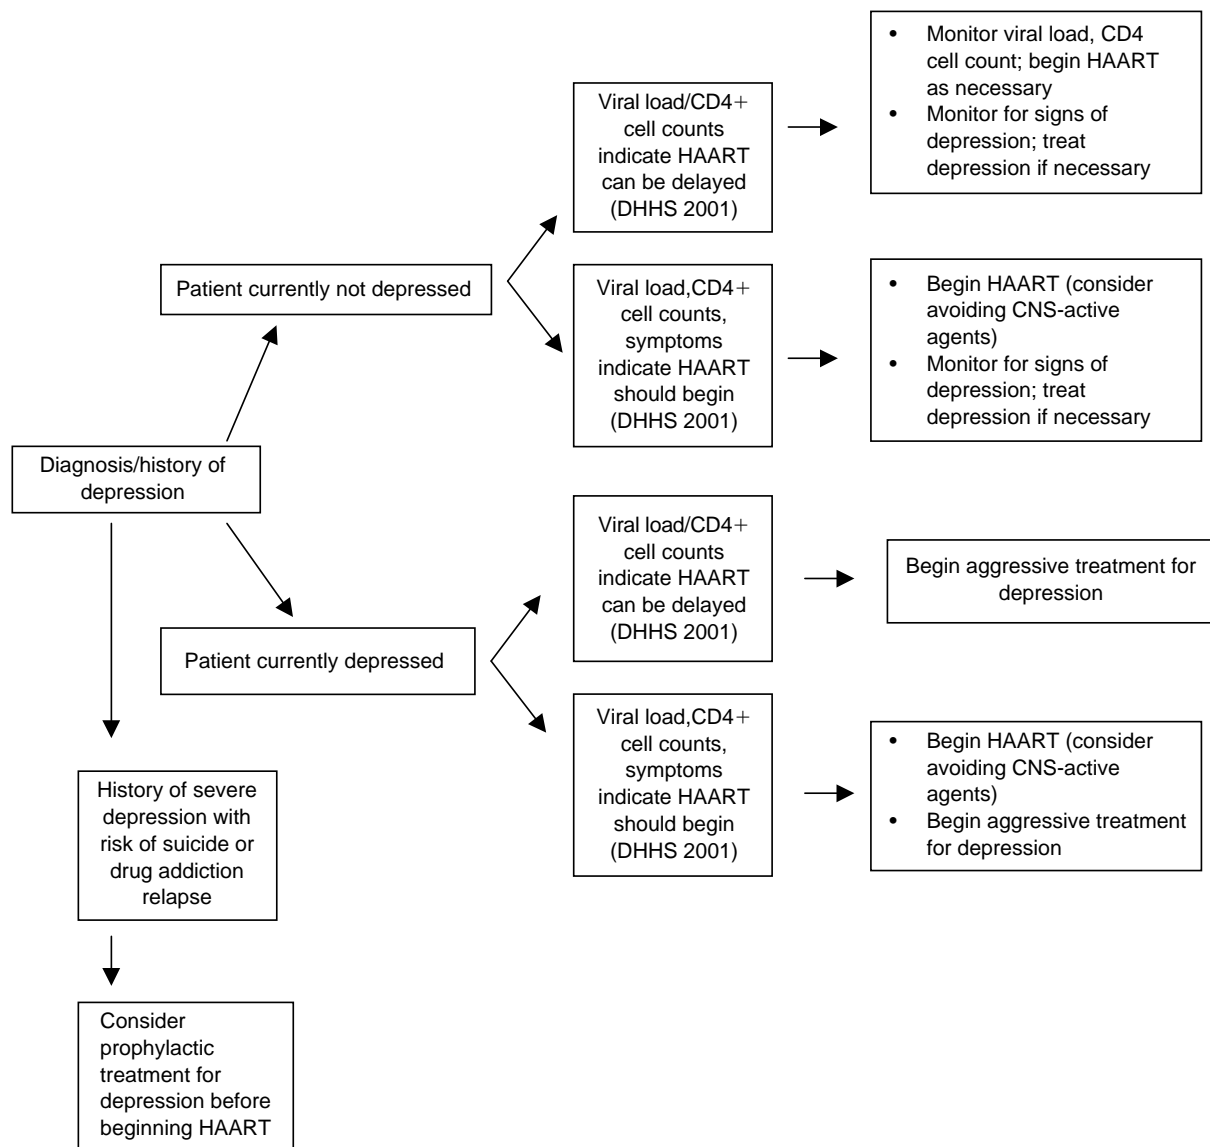 • Monitor viral load, CD4
cell count; begin HAART
as necessary
• Monitor for signs of
depression; treat
depression if necessary
Viral load/CD4+
cell counts
indicate HAART
can be delayed
(DHHS 2001)
Patient currently not depressed
Viral load,CD4+
cell counts,
symptoms
indicate HAART
should begin
(DHHS 2001)
• Begin HAART (consider
avoiding CNS-active
agents)
• Monitor for signs of
depression; treat
depression if necessary
Diagnosis/history of
depression
Viral load/CD4+
cell counts
indicate HAART
can be delayed
(DHHS 2001)
Begin aggressive treatment for
depression
Patient currently depressed
Viral load,CD4+
cell counts,
symptoms
indicate HAART
should begin
(DHHS 2001)
• Begin HAART (consider
avoiding CNS-active
agents)
• Begin aggressive treatment
for depression
History of severe
depression with
risk of suicide or
drug addiction
relapse
Consider
prophylactic
treatment for
depression before
beginning HAART